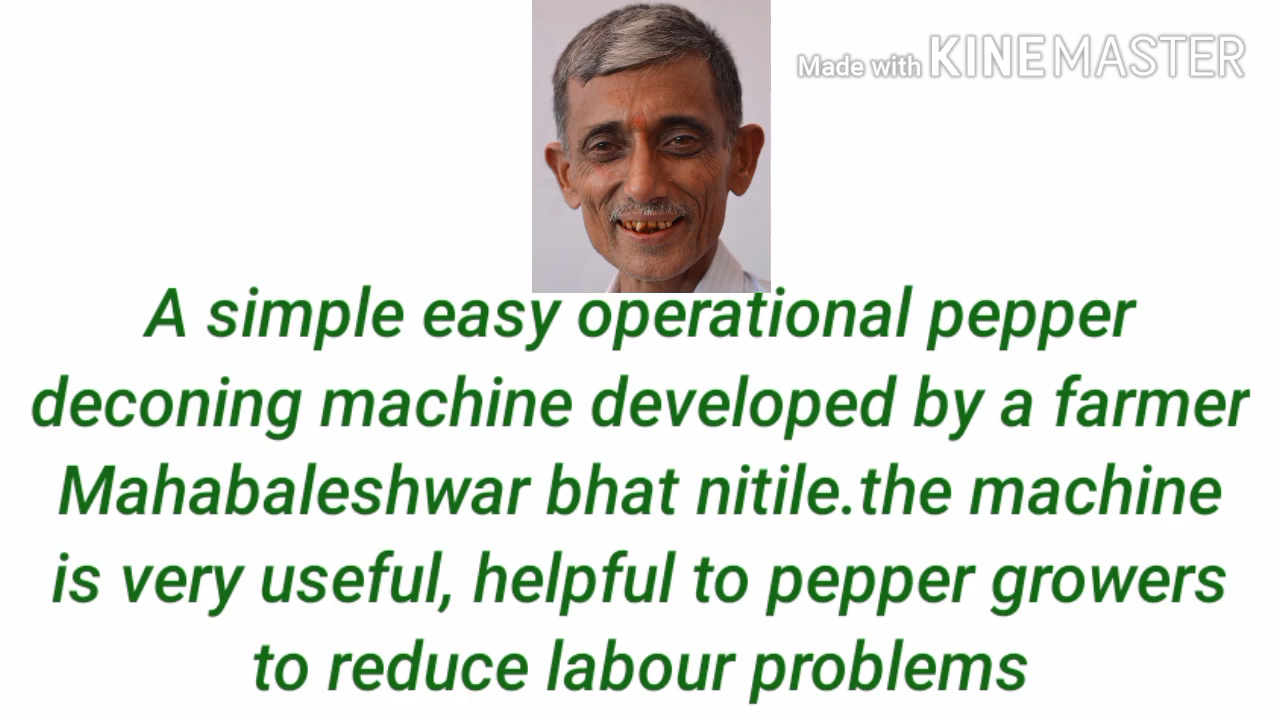 Made with KINEMASTER
A simple easy operational pepper
deconing machine developed by a farmer
Mahabaleshwar bhat nitile.the machine
is very useful, helpful to pepper growers
to reduce labour problems